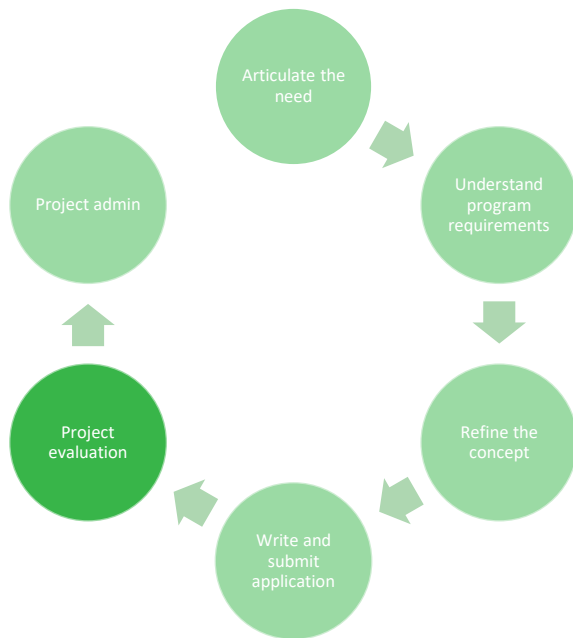 Articulate the
need
Understand
program
requirements
Refine the
concept
Write and
submit
application
Project
evaluation
Project admin